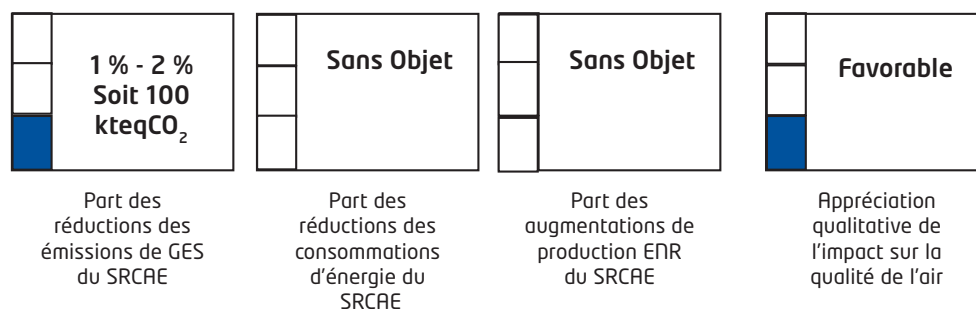 1 % - 2 %
Soit 100
kteqCO₂
Sans Objet
Sans Objet
Favorable
Part des
réductions des
émissions de GES
du SRCAE
Part des
réductions des
consommations
d'énergie du
SRCAE
Part des
augmentations de
production ENR
du SRCAE
Appréciation
qualitative de
l'impact sur la
qualité de l'air